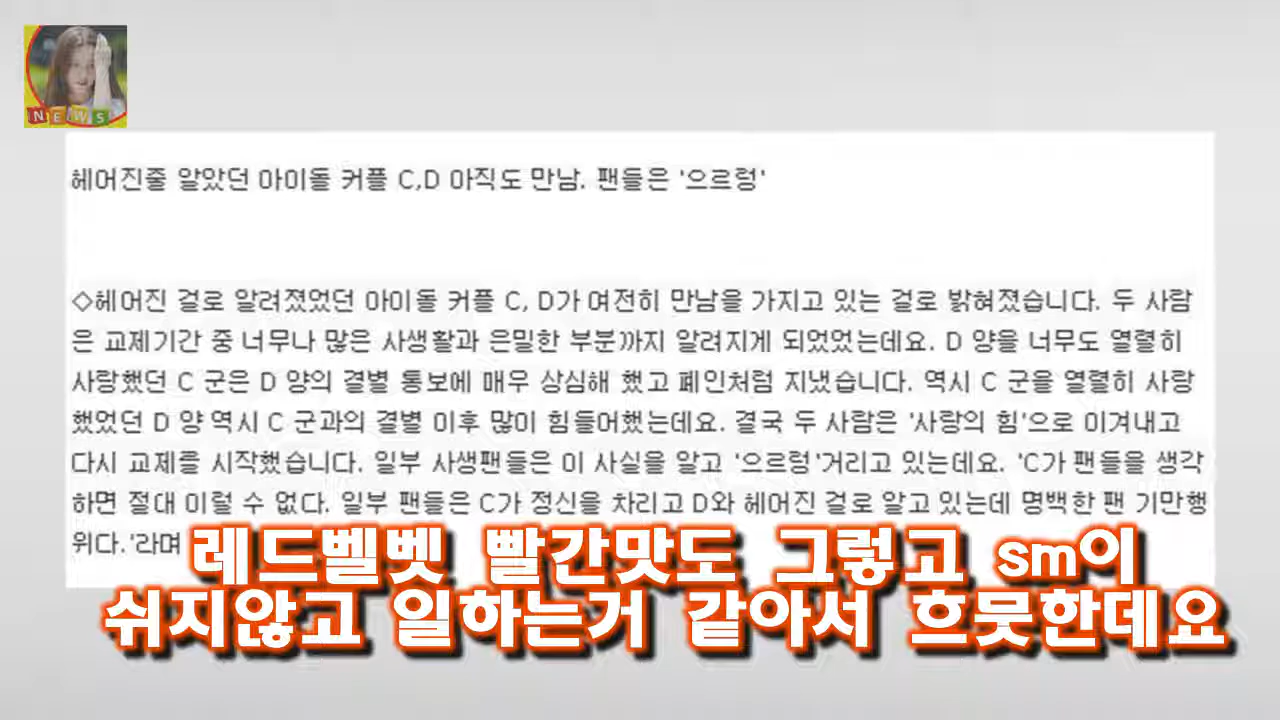 NEWS
헤어진줄 알았던 아이돌 커플 C,D 아직도 만남. 팬들은 '으르렁'
◇헤어진 걸로 알려졌었던 아이돌 커플 C, D가 여전히 만남을 가지고 있는 걸로 밝혀졌습니다. 두 사람
은 교제기간 중 너무나 많은 사생활과 은밀한 부분까지 알려지게 되었었는데요. D 양을 너무도 열렬히
사랑했던 C 군은 D 양의 결별 통보에 매우 상심해 했고 폐인처럼 지냈습니다. 역시 C 군을 열렬히 사랑
했었던 D 양 역시 C 군과의 결별 이후 많이 힘들어했는데요. 결국 두 사람은 '사랑의 힘'으로 이겨내고
다시 교제를 시작했습니다. 일부 사생팬들은 이 사실을 알고 '으르렁'거리고 있는데요. 'C가 팬들을 생각
하면 절대 이럴 수 없다. 일부 팬들은 C가 정신을 차리고 D와 헤어진 걸로 알고 있는데 명백한 팬 기만행
위다.'라며
레드벨벳 빨간맛도 그렇고 sm이
쉬지않고 일하는거 같아서 흐뭇한데요